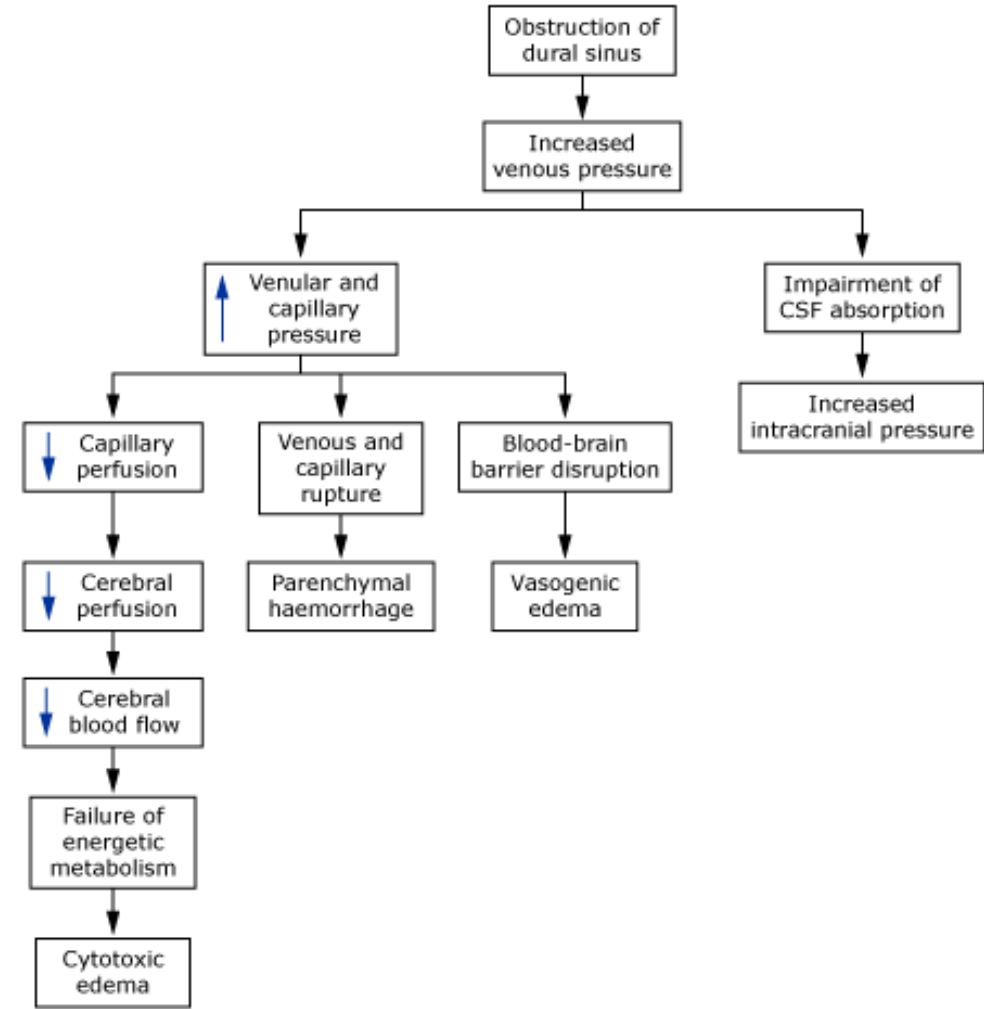 Obstruction of
dural sinus
Increased
venous pressure
Venular and
capillary
pressure
Impairment of
CSF absorption
Increased
intracranial pressure
Capillary
perfusion
Venous and
capillary
rupture
Blood-brain
barrier disruption
Cerebral
perfusion
Parenchymal
haemorrhage
Vasogenic
edema
Cerebral
blood flow
Failure of
energetic
metabolism
Cytotoxic
edema